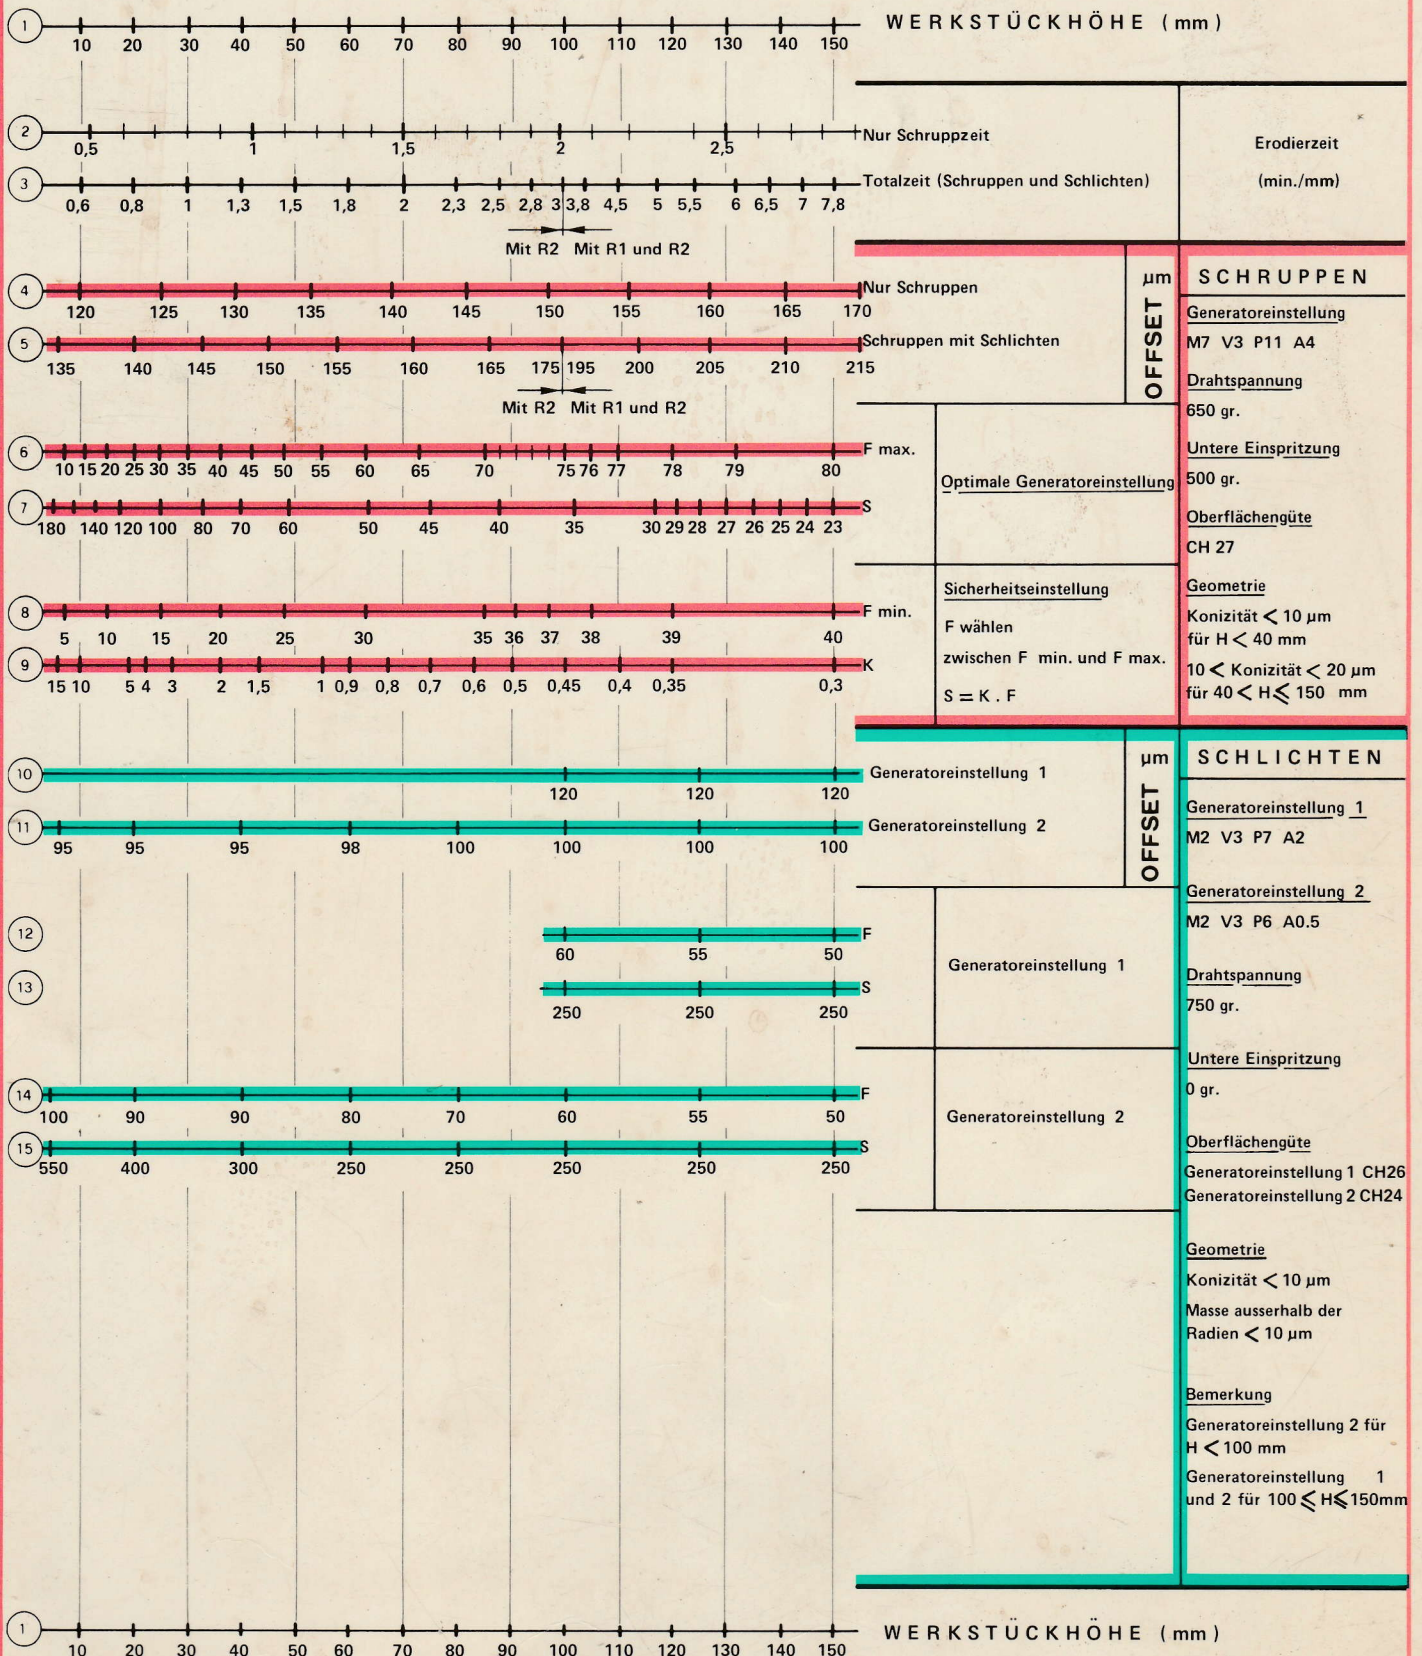 1 WERKSTÜCKHÖHE (mm)
10 20 30 40 50 60 70 80 90 100 110 120 130 140 150
2 Nur Schruppzeit
0,5 1 1,5 2 2,5
Erodierzeit
(min./mm)
3 Totalzeit (Schruppen und Schlichten)
0,6 0,8 1 1,3 1,5 1,8 2 2,3 2,5 2,8 3 3,8 4,5 5 5,5 6 6,5 7 7,8
Mit R2 Mit R1 und R2
4 Nur Schruppen
120 125 130 135 140 145 150 155 160 165 170
5 Schruppen mit Schlichten
135 140 145 150 155 160 165 175 195 200 205 210 215
Mit R2 Mit R1 und R2
µm
OFFSET
6 F max.
10 15 20 25 30 35 40 45 50 55 60 65 70 75 76 77 78 79 80
7 S
180 140 120 100 80 70 60 50 45 40 35 30 29 28 27 26 25 24 23
Optimale Generatoreinstellung
8 F min.
5 10 15 20 25 30 35 36 37 38 39 40
9 K
15 10 5 4 3 2 1,5 1 0,9 0,8 0,7 0,6 0,5 0,45 0,4 0,35 0,3
Sicherheitseinstellung
F wählen
zwischen F min. und F max.
S = K . F
SCHRUPPEN
Generatoreinstellung
M7 V3 P11 A4
Drahtspannung
650 gr.
Untere Einspritzung
500 gr.
Oberflächengüte
CH 27
Geometrie
Konizität < 10 µm
für H < 40 mm
10 < Konizität < 20 µm
für 40 < H ⩽ 150 mm
10 Generatoreinstellung 1
120 120 120
11 Generatoreinstellung 2
95 95 95 98 100 100 100 100
µm
OFFSET
12 F
60 55 50
13 S
250 250 250
Generatoreinstellung 1
14 F
100 90 90 80 70 60 55 50
15 S
550 400 300 250 250 250 250 250
Generatoreinstellung 2
SCHLICHTEN
Generatoreinstellung 1
M2 V3 P7 A2
Generatoreinstellung 2
M2 V3 P6 A0.5
Drahtspannung
750 gr.
Untere Einspritzung
0 gr.
Oberflächengüte
Generatoreinstellung 1 CH26
Generatoreinstellung 2 CH24
Geometrie
Konizität < 10 µm
Masse ausserhalb der
Radien < 10 µm
Bemerkung
Generatoreinstellung 2 für
H < 100 mm
Generatoreinstellung 1
und 2 für 100 ⩽ H ⩽ 150mm
1 WERKSTÜCKHÖHE (mm)
10 20 30 40 50 60 70 80 90 100 110 120 130 140 150